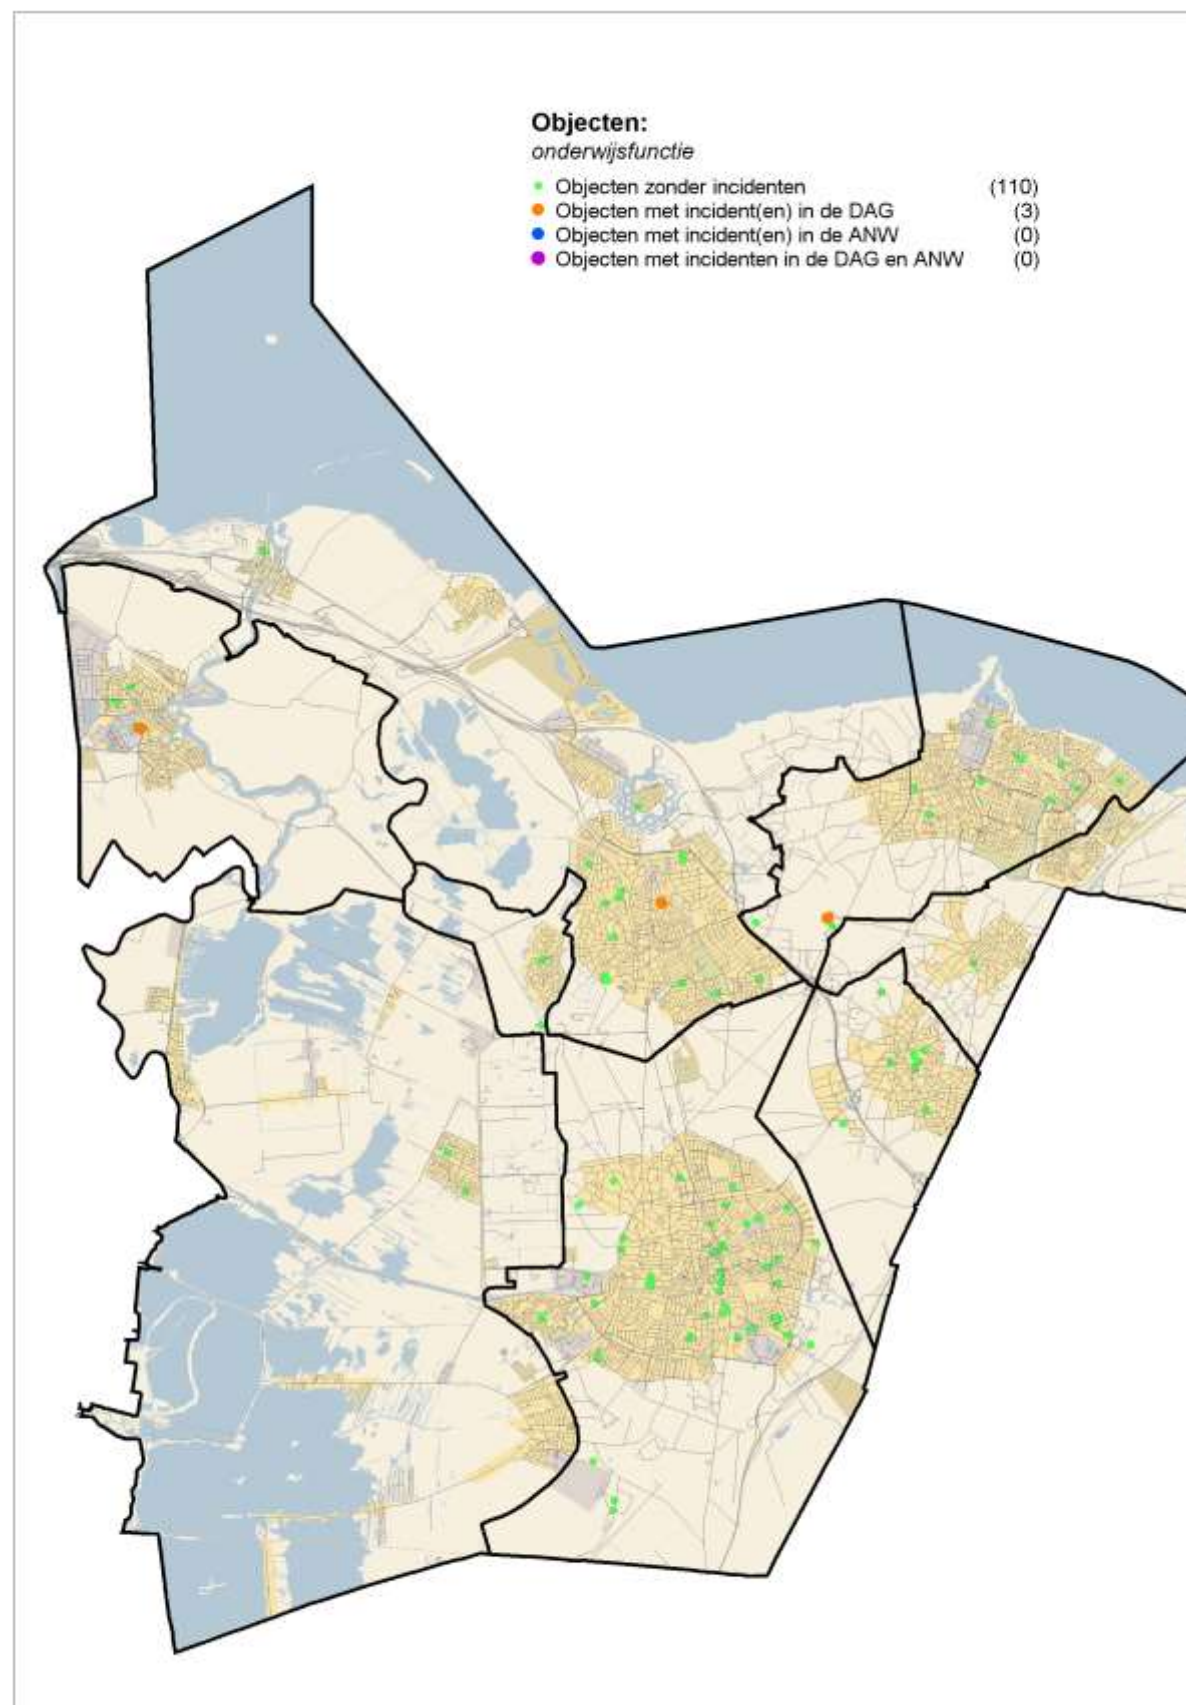 Objecten:
onderwijsfunctie
Objecten zonder incidenten (110)
Objecten met incident(en) in de DAG (3)
Objecten met incident(en) in de ANW (0)
Objecten met incidenten in de DAG en ANW (0)